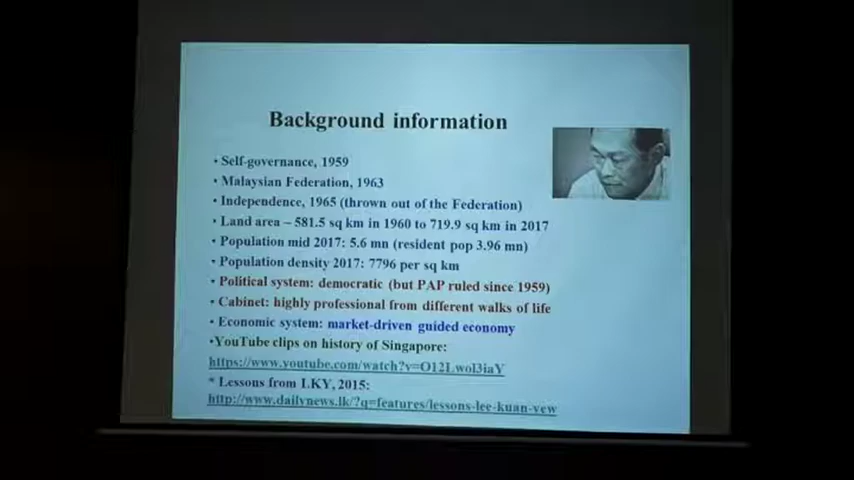 Background information
• Self-governance, 1959
• Malaysian Federation, 1963
• Independence, 1965 (thrown out of the Federation)
• Land area – 581.5 sq km in 1960 to 719.9 sq km in 2017
• Population mid 2017: 5.6 mn (resident pop 3.96 mn)
• Population density 2017: 7796 per sq km
• Political system: democratic (but PAP ruled since 1959)
• Cabinet: highly professional from different walks of life
• Economic system: market-driven guided economy
•YouTube clips on history of Singapore:
https://www.youtube.com/watch?v=O12Lwol3iaY
* Lessons from LKY, 2015:
http://www.dailynews.lk/?q=features/lessons-lee-kuan-yew